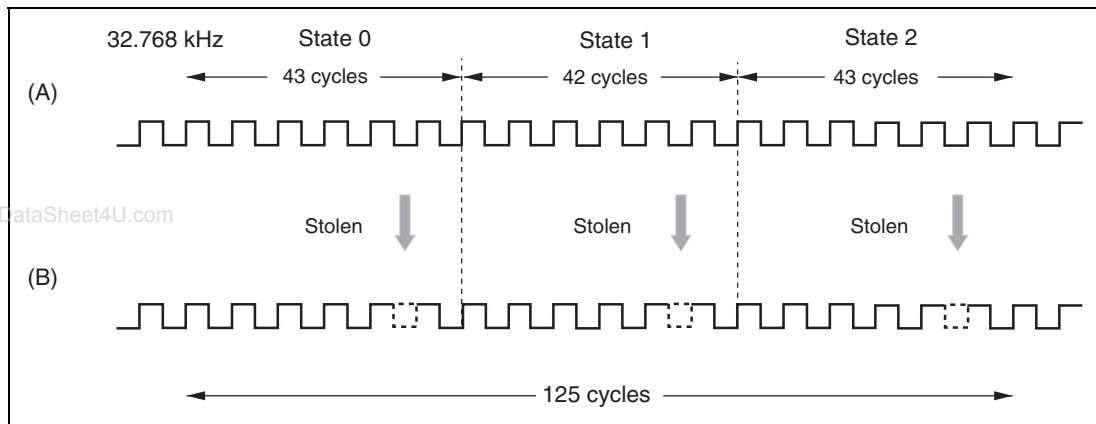 32.768 kHz State 0 State 1 State 2
43 cycles 42 cycles 43 cycles
(A)
DataSheet4U.com
Stolen Stolen Stolen
(B)
125 cycles